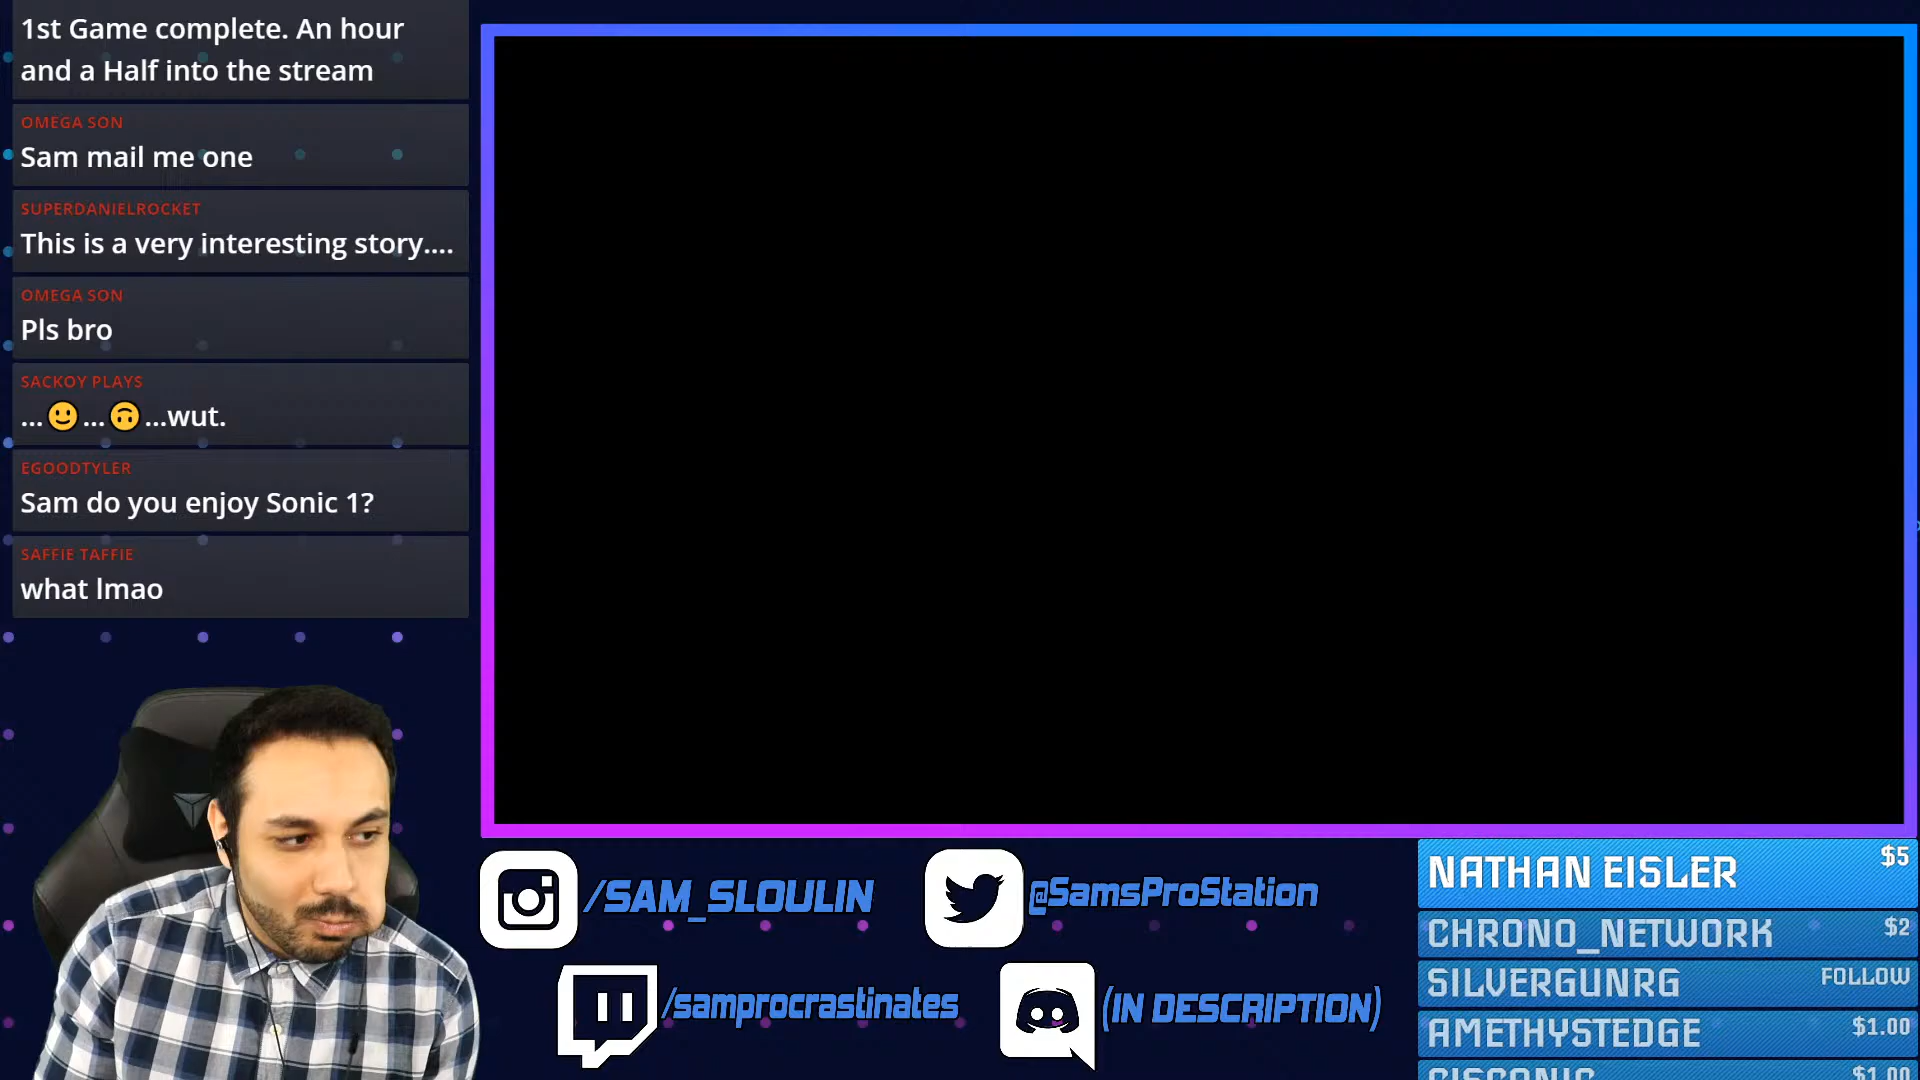 1st Game complete. An hour
and a Half into the stream
OMEGA SON
Sam mail me one
SUPERDANIELROCKET
This is a very interesting story....
OMEGA SON
Pls bro
SACKOY PLAYS
...🙂...🙃...wut.
EGOODTYLER
Sam do you enjoy Sonic 1?
SAFFIE TAFFIE
what lmao
/SAM_SLOULIN
@SamsProStation
/samprocrastinates
(IN DESCRIPTION)
NATHAN EISLER $5
CHRONO_NETWORK $2
SILVERGUNRG FOLLOW
AMETHYSTEDGE $1.00
$1.00